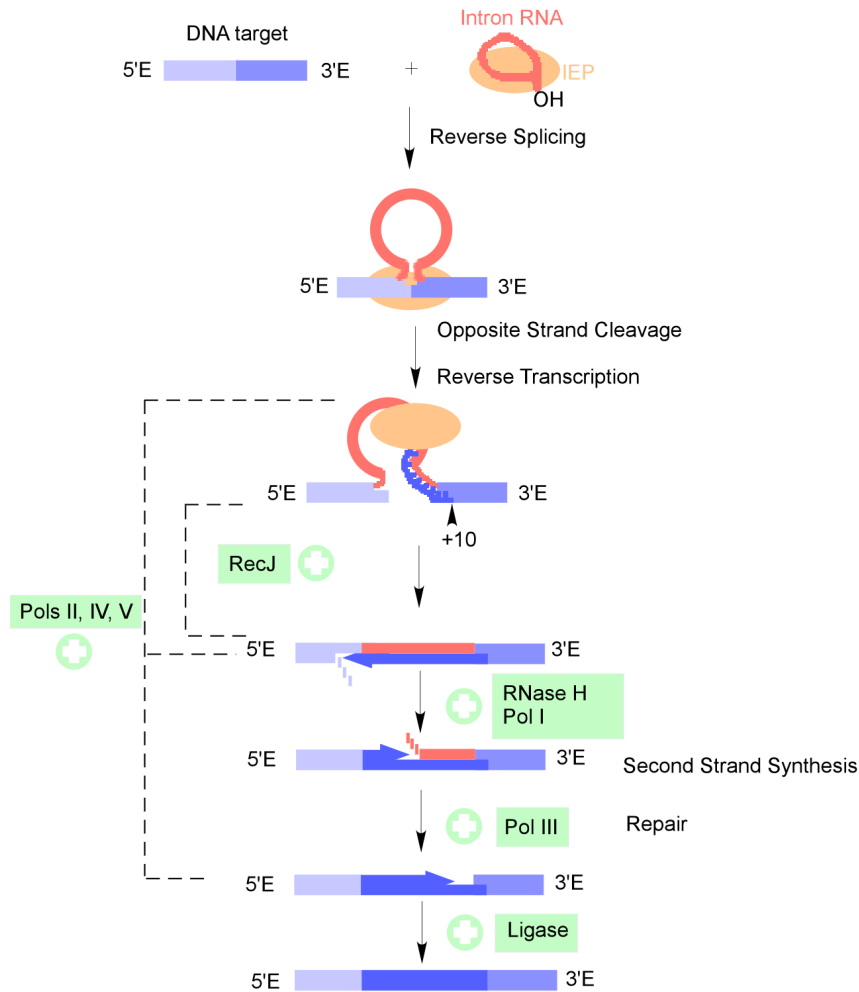 Intron RNA
DNA target
5'E
3'E
+
IEP
OH
Reverse Splicing
5'E
3'E
Opposite Strand Cleavage
Reverse Transcription
5'E
3'E
+10
RecJ
Pols II, IV, V
5'E
3'E
RNase H
Pol I
5'E
3'E
Second Strand Synthesis
Pol III
Repair
5'E
3'E
Ligase
5'E
3'E